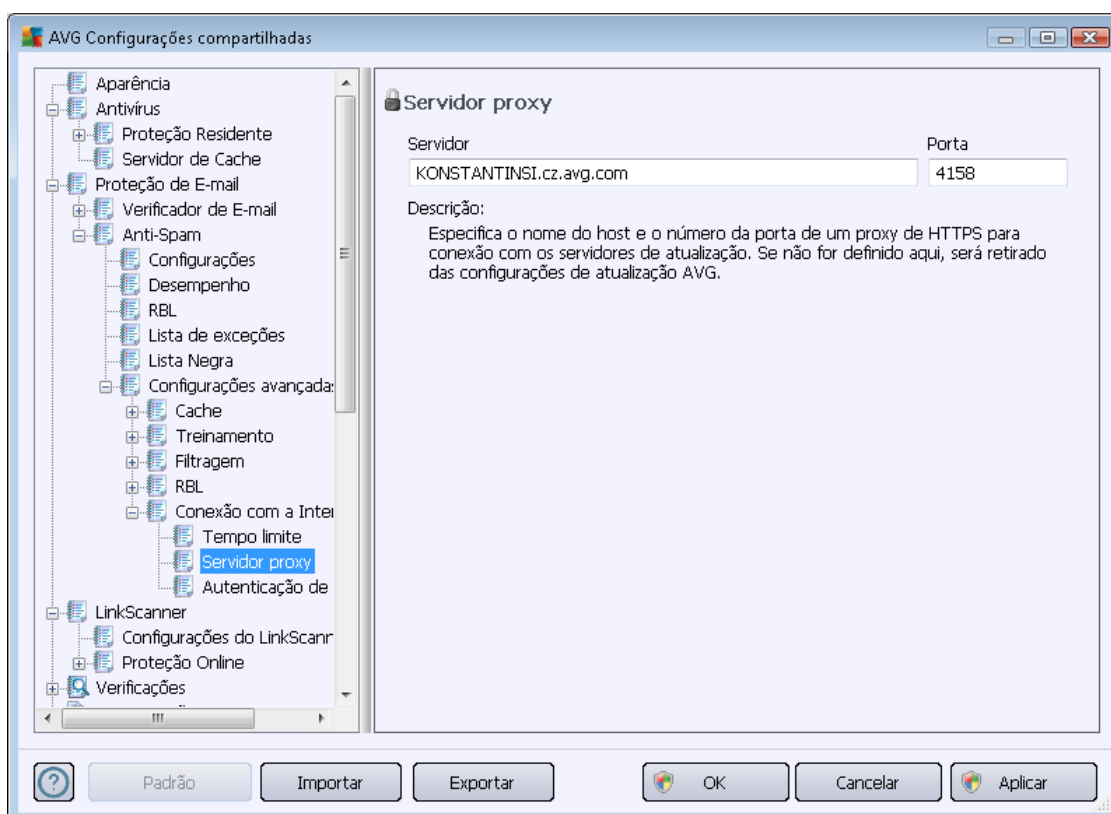 AVG Configurações compartilhadas
Aparência
Antivírus
Proteção Residente
Servidor de Cache
Proteção de E-mail
Verificador de E-mail
Anti-Spam
Configurações
Desempenho
RBL
Lista de exceções
Lista Negra
Configurações avançada
Cache
Treinamento
Filtragem
RBL
Conexão com a Inter
Tempo limite
Servidor proxy
Autenticação de
LinkScanner
Configurações do LinkScanr
Proteção Online
Verificações
Servidor proxy
Servidor Porta
KONSTANTINSI.cz.avg.com 4158
Descrição:
Especifica o nome do host e o número da porta de um proxy de HTTPS para
conexão com os servidores de atualização. Se não for definido aqui, será retirado
das configurações de atualização AVG.
Padrão Importar Exportar OK Cancelar Aplicar